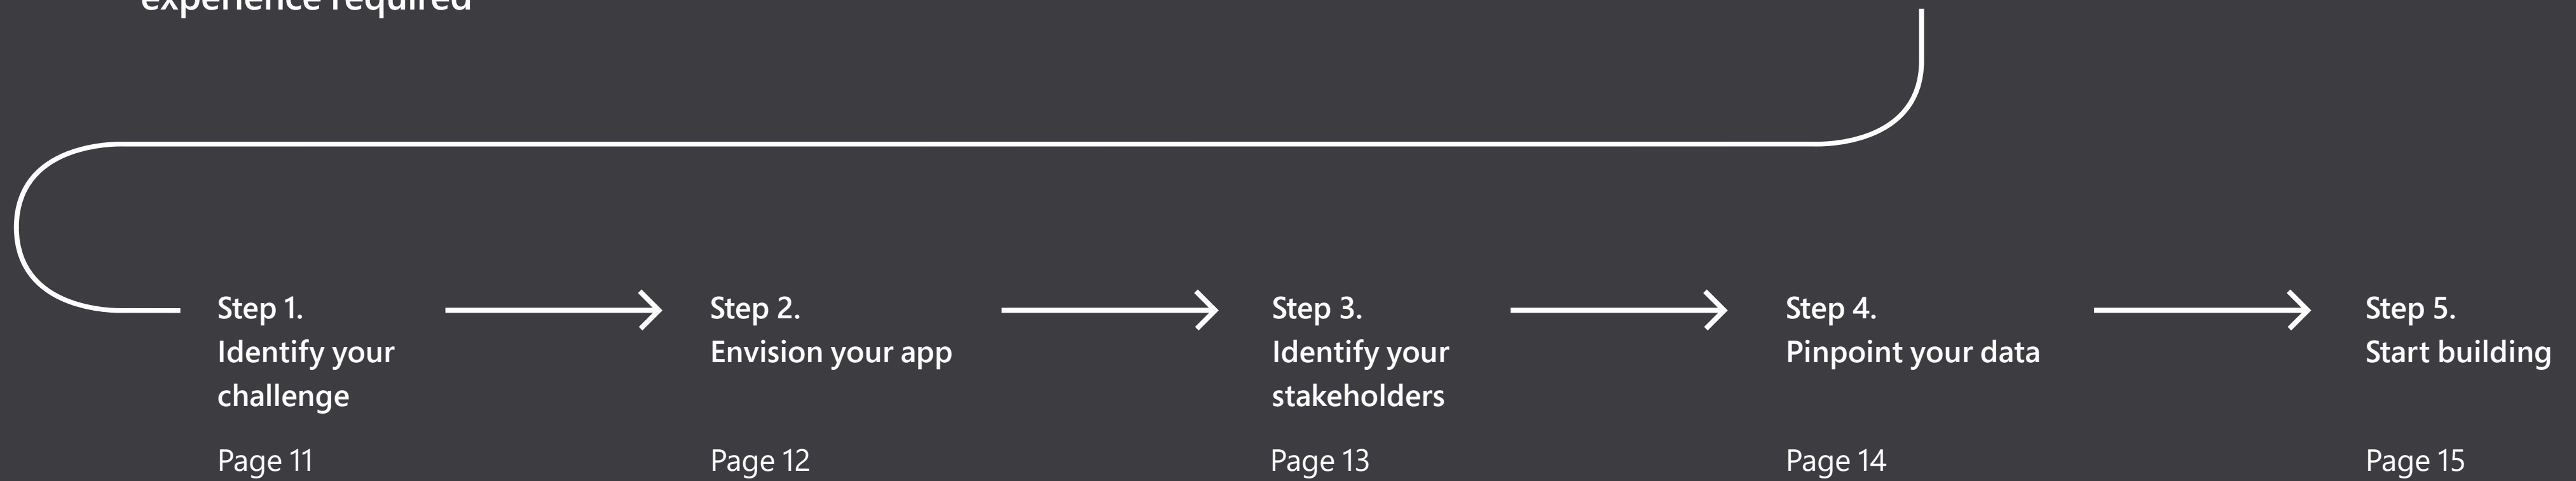 experience required
Step 1.
Identify your
challenge
Page 11
Step 2.
Envision your app
Page 12
Step 3.
Identify your
stakeholders
Page 13
Step 4.
Pinpoint your data
Page 14
Step 5.
Start building
Page 15